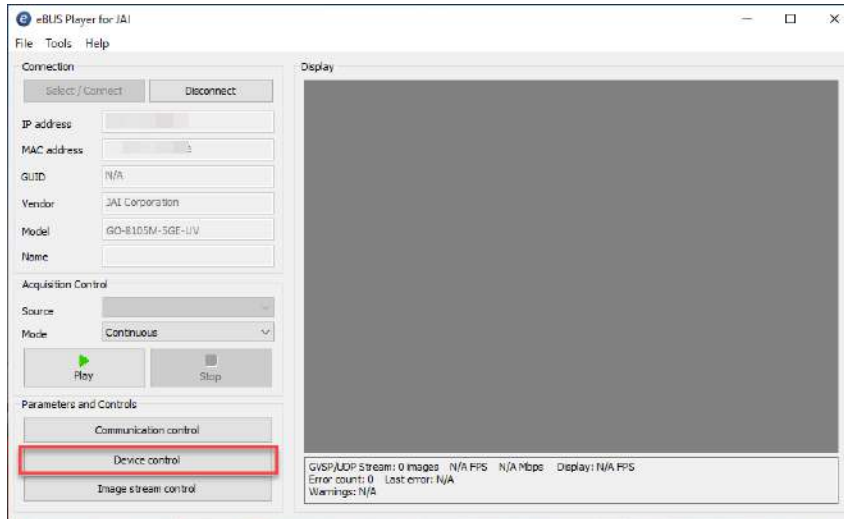 eBUS Player for JAI
File Tools Help
Connection
Select / Connect
Disconnect
IP address
MAC address
GUID
N/A
Vendor
JAI Corporation
Model
GO-8105M-5GE-UV
Name
Acquisition Control
Source
Mode
Continuous
Play
Stop
Parameters and Controls
Communication control
Device control
Image stream control
Display
GVSP/UDP Stream: 0 images N/A FPS N/A Mbps Display: N/A FPS
Error count: 0 Last error: N/A
Warnings: N/A